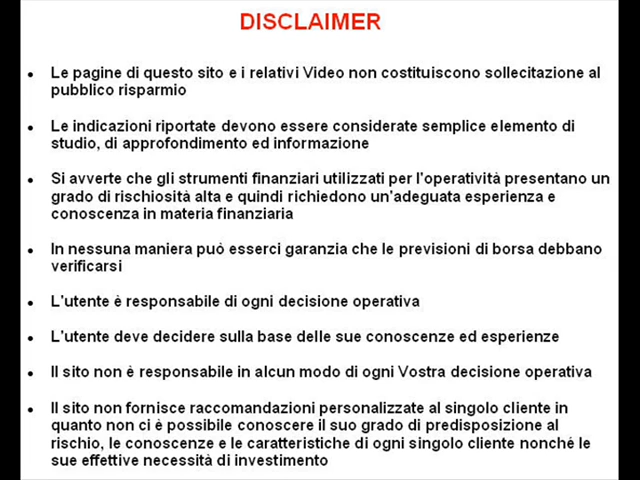 DISCLAIMER
• Le pagine di questo sito e i relativi Video non costituiscono sollecitazione al
pubblico risparmio
• Le indicazioni riportate devono essere considerate semplice elemento di
studio, di approfondimento ed informazione
• Si avverte che gli strumenti finanziari utilizzati per l'operatività presentano un
grado di rischiosità alta e quindi richiedono un'adeguata esperienza e
conoscenza in materia finanziaria
• In nessuna maniera può esserci garanzia che le previsioni di borsa debbano
verificarsi
• L'utente è responsabile di ogni decisione operativa
• L'utente deve decidere sulla base delle sue conoscenze ed esperienze
• Il sito non è responsabile in alcun modo di ogni Vostra decisione operativa
• Il sito non fornisce raccomandazioni personalizzate al singolo cliente in
quanto non ci è possibile conoscere il suo grado di predisposizione al
rischio, le conoscenze e le caratteristiche di ogni singolo cliente nonché le
sue effettive necessità di investimento